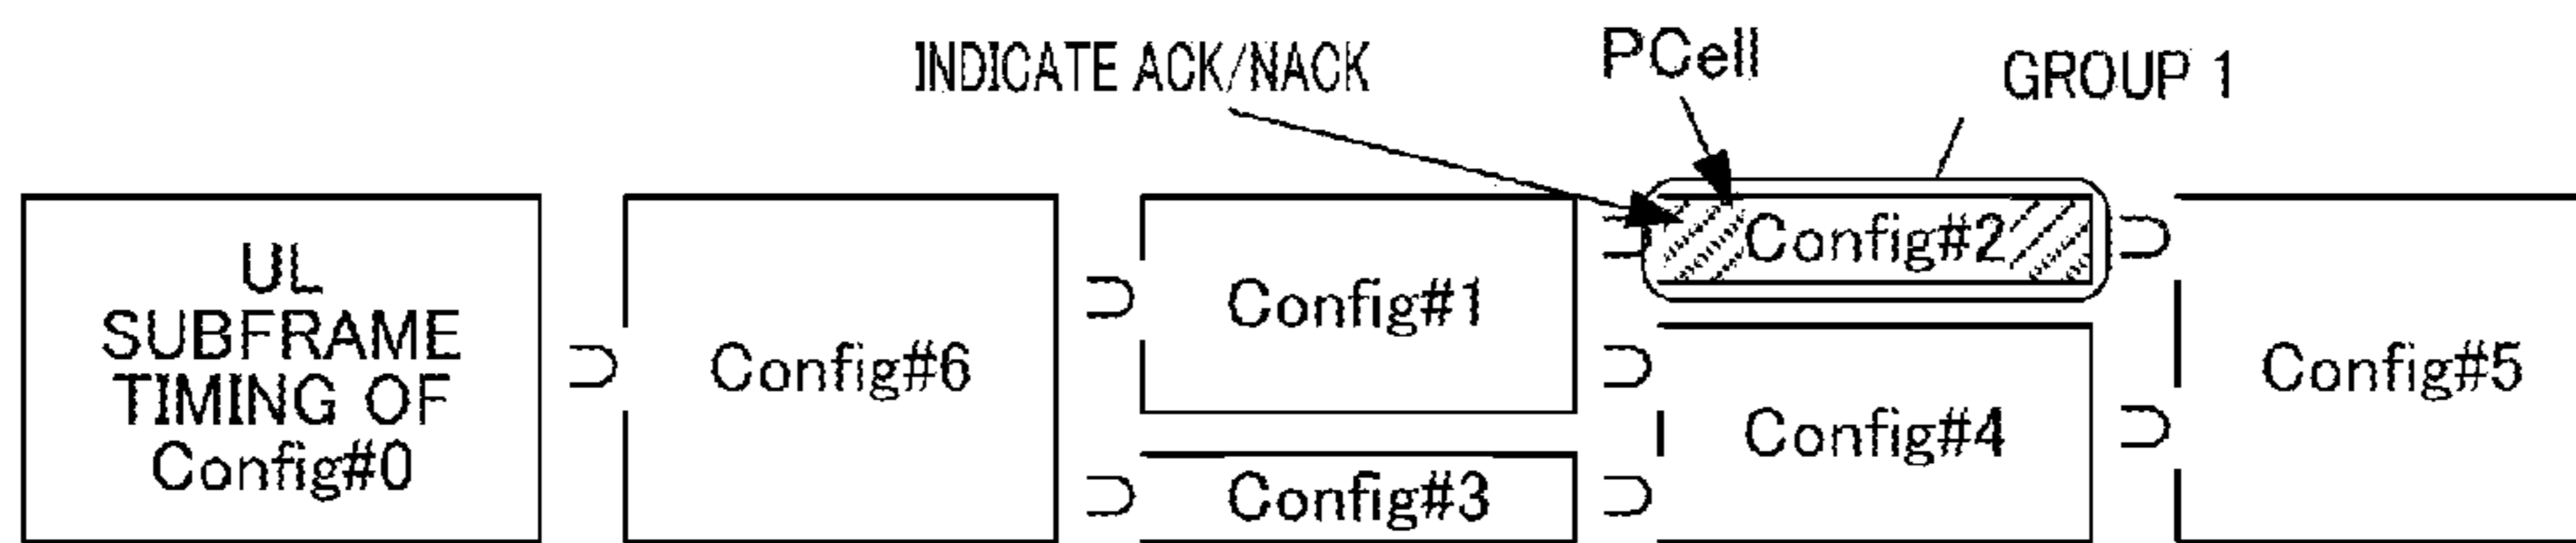 INDICATE ACK/NACK
PCell
GROUP 1
UL
SUBFRAME
TIMING OF
Config#0
⊃
Config#6
⊃
Config#1
⊃
Config#2
⊃
⊃
Config#3
⊃
⊃
Config#4
⊃
Config#5